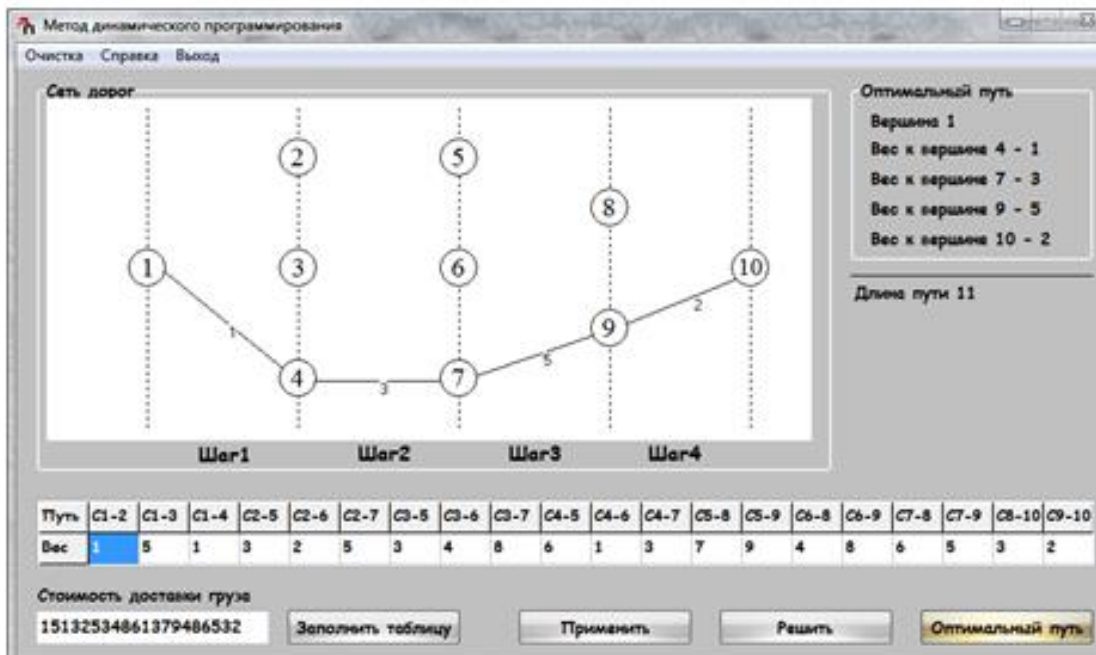 Метод динамического программирования
Очистка Справка Выход
Сеть дорог
2 5
8
1 3 6 10
9
1 2
5
4 3 7
Шаг1 Шаг2 Шаг3 Шаг4
Оптимальный путь
Вершина 1
Вес к вершине 4 - 1
Вес к вершине 7 - 3
Вес к вершине 9 - 5
Вес к вершине 10 - 2
Длина пути 11
Путь C1-2 C1-3 C1-4 C2-5 C2-6 C2-7 C3-5 C3-6 C3-7 C4-5 C4-6 C4-7 C5-8 C5-9 C6-8 C6-9 C7-8 C7-9 C8-10 C9-10
Вес 1 5 1 3 2 5 3 4 8 6 1 3 7 9 4 8 6 5 3 2
Стоимость доставки груза
15132534861379486532 Заполнить таблицу Применить Решить Оптимальный путь